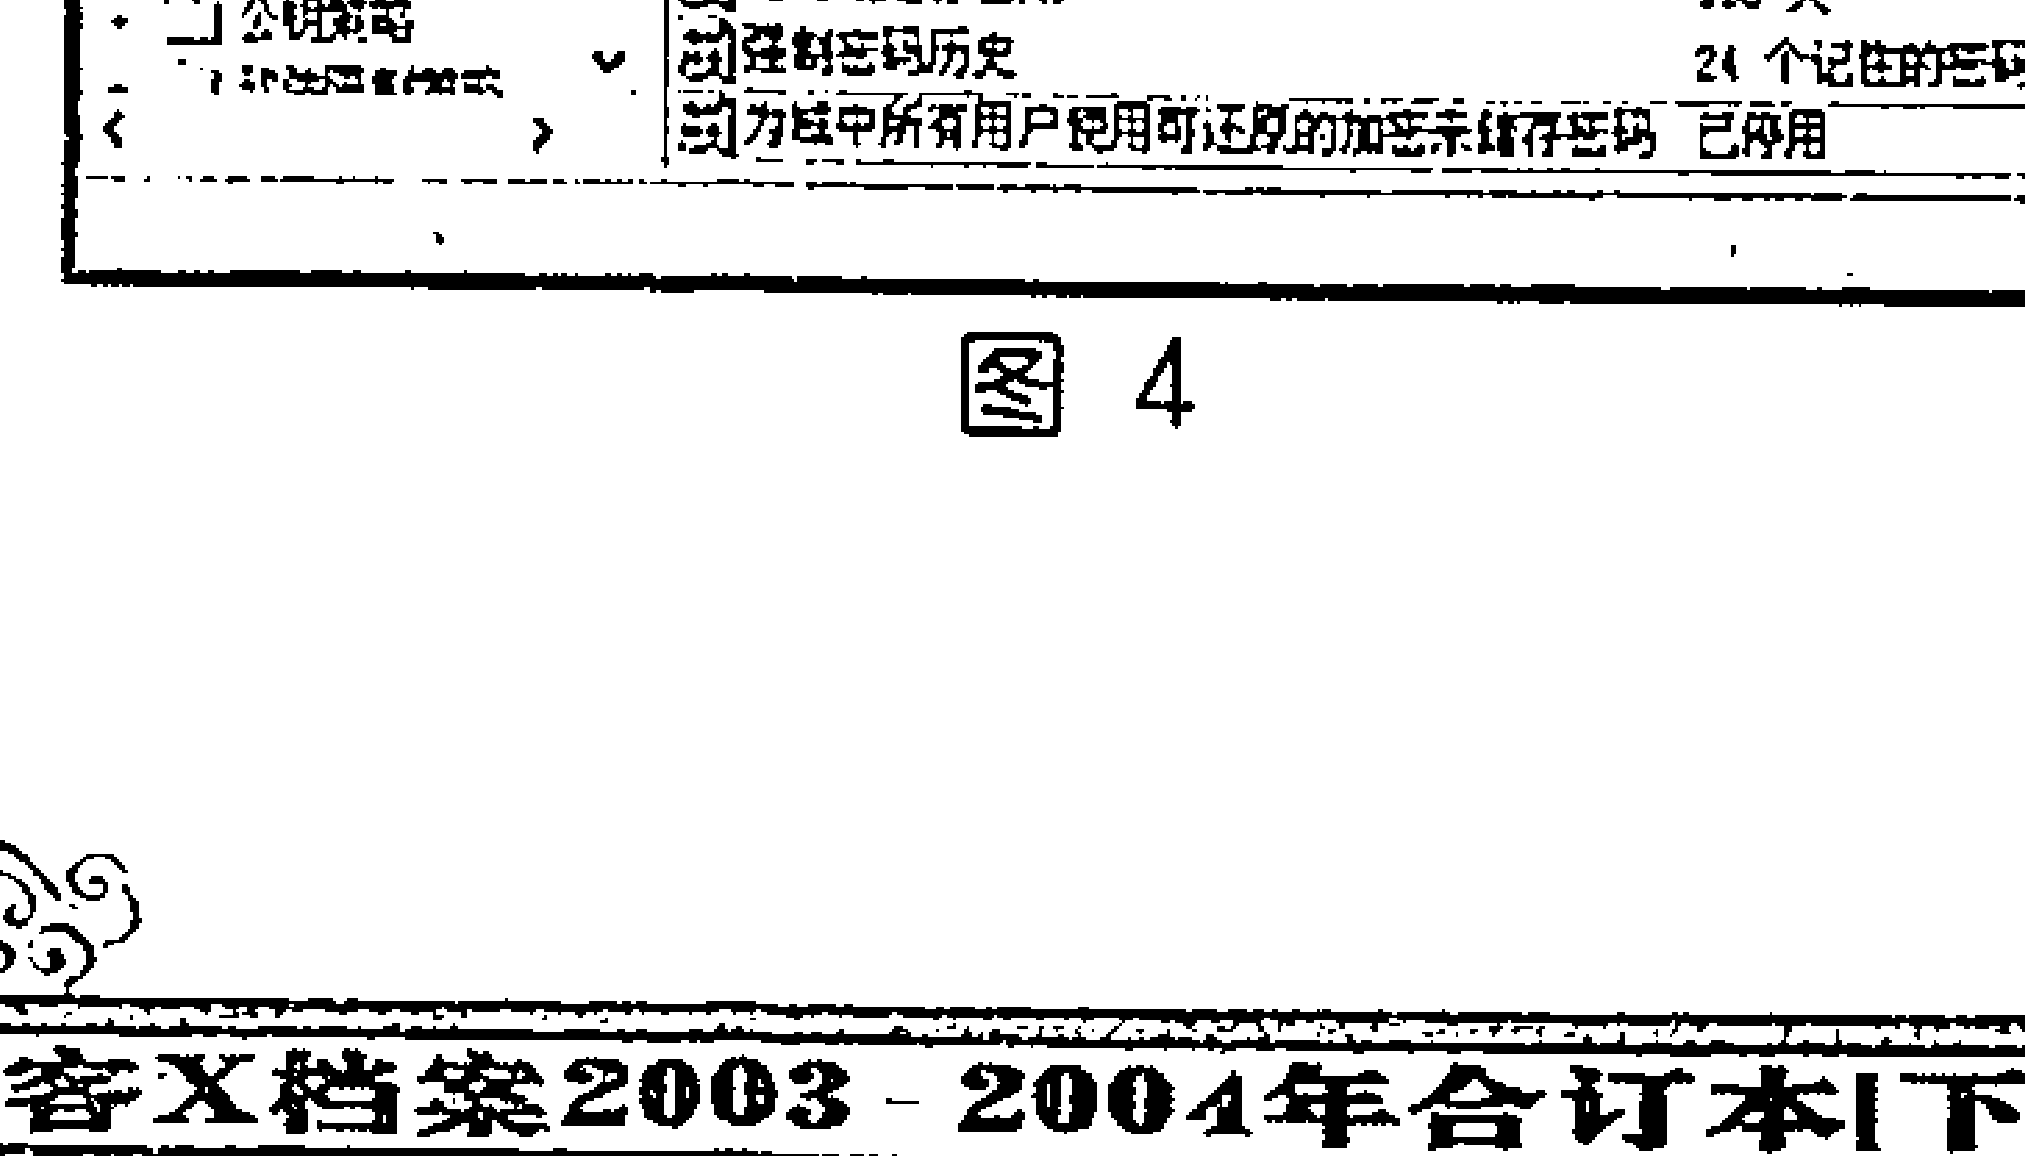 公钥策略
强制密码历史 24 个记住的密码
为域中所有用户使用可还原的加密来储存密码 已停用
图 4
客X档案2003-2004年合订本[下